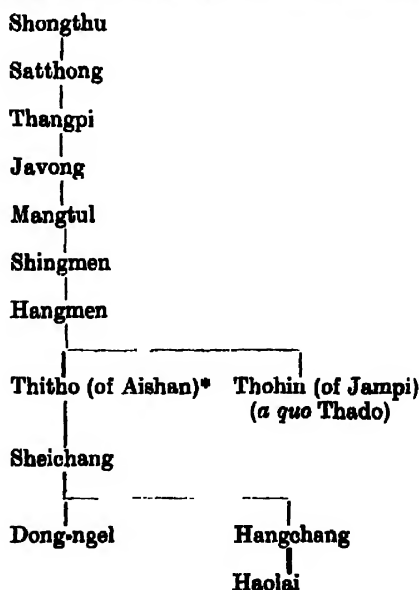 Shongthu
Satthong
Thangpi
Javong
Mangtul
Shingmen
Hangmen
Thitho (of Aishan)* Thohin (of Jampi)
(a quo Thado)
Sheichang
Dong-ngel Hangchang
Haolai